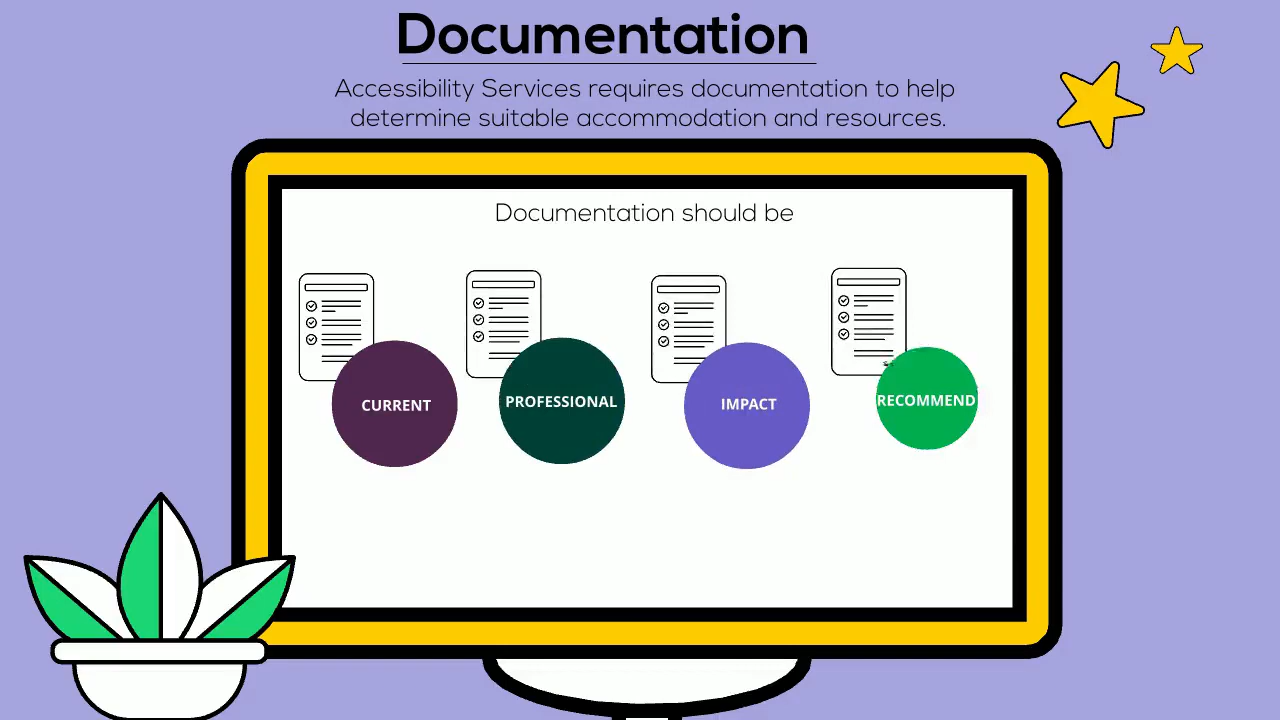 Documentation
Accessibility Services requires documentation to help
determine suitable accommodation and resources.
Documentation should be
CURRENT
PROFESSIONAL
IMPACT
RECOMMEND